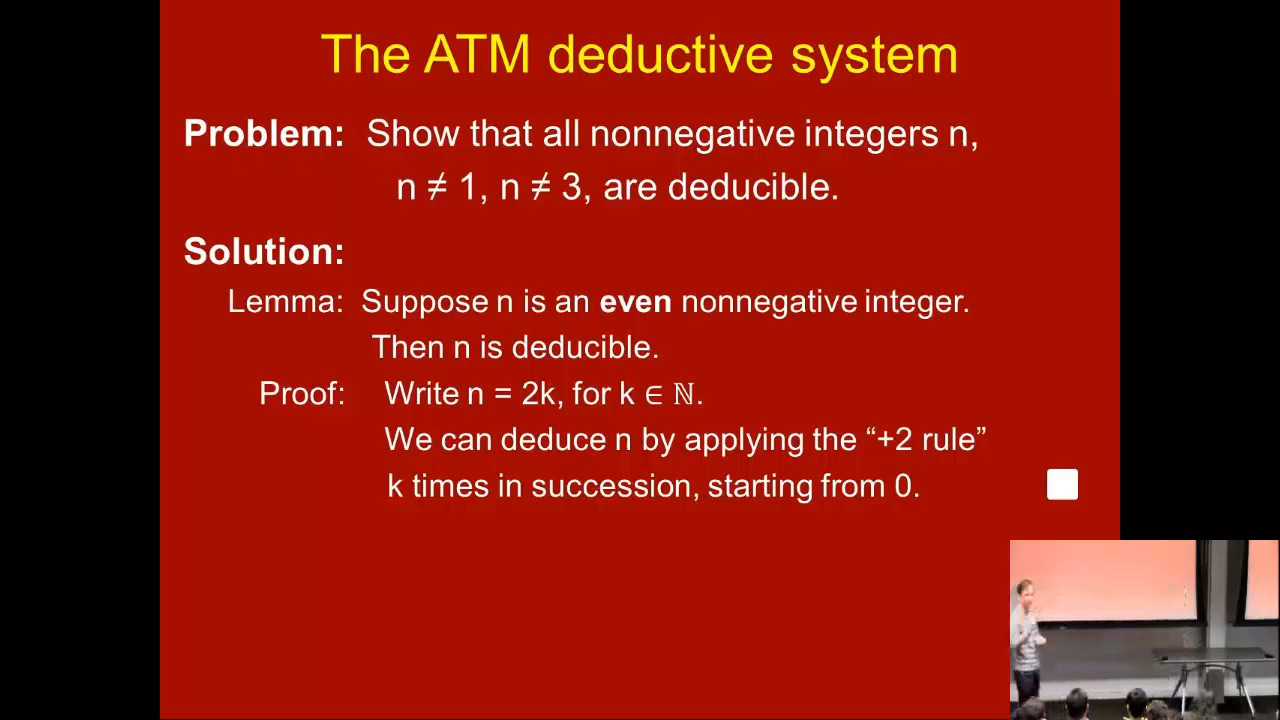 The ATM deductive system
Problem: Show that all nonnegative integers n,
n ≠ 1, n ≠ 3, are deducible.
Solution:
Lemma: Suppose n is an even nonnegative integer.
Then n is deducible.
Proof: Write n = 2k, for k ∈ ℕ.
We can deduce n by applying the “+2 rule”
k times in succession, starting from 0.